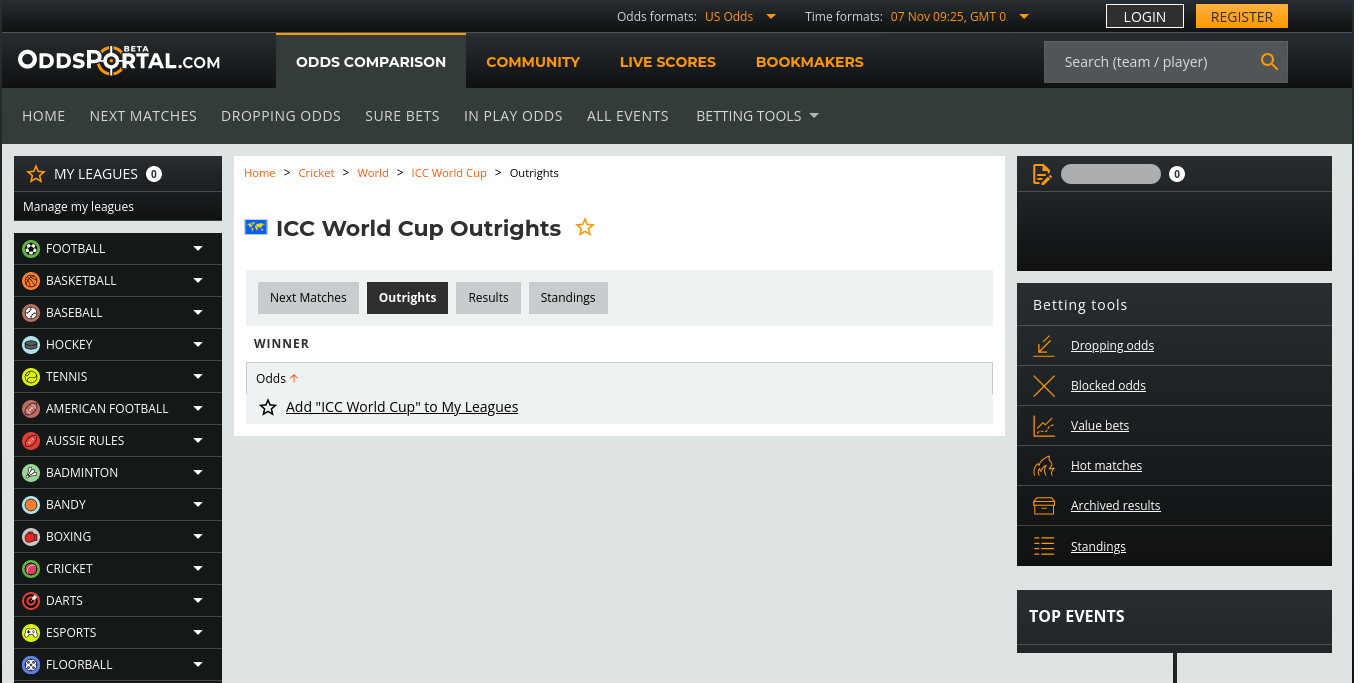 Odds formats: US Odds Time formats: 07 Nov 09:25, GMT 0 LOGIN REGISTER
ODDSPORTAL.COM BETA
ODDS COMPARISON COMMUNITY LIVE SCORES BOOKMAKERS Search (team / player)
HOME NEXT MATCHES DROPPING ODDS SURE BETS IN PLAY ODDS ALL EVENTS BETTING TOOLS
MY LEAGUES 0
Manage my leagues
FOOTBALL
BASKETBALL
BASEBALL
HOCKEY
TENNIS
AMERICAN FOOTBALL
AUSSIE RULES
BADMINTON
BANDY
BOXING
CRICKET
DARTS
ESPORTS
FLOORBALL
Home > Cricket > World > ICC World Cup > Outrights
ICC World Cup Outrights
Next Matches Outrights Results Standings
WINNER
Odds
Add "ICC World Cup" to My Leagues
0
Betting tools
Dropping odds
Blocked odds
Value bets
Hot matches
Archived results
Standings
TOP EVENTS